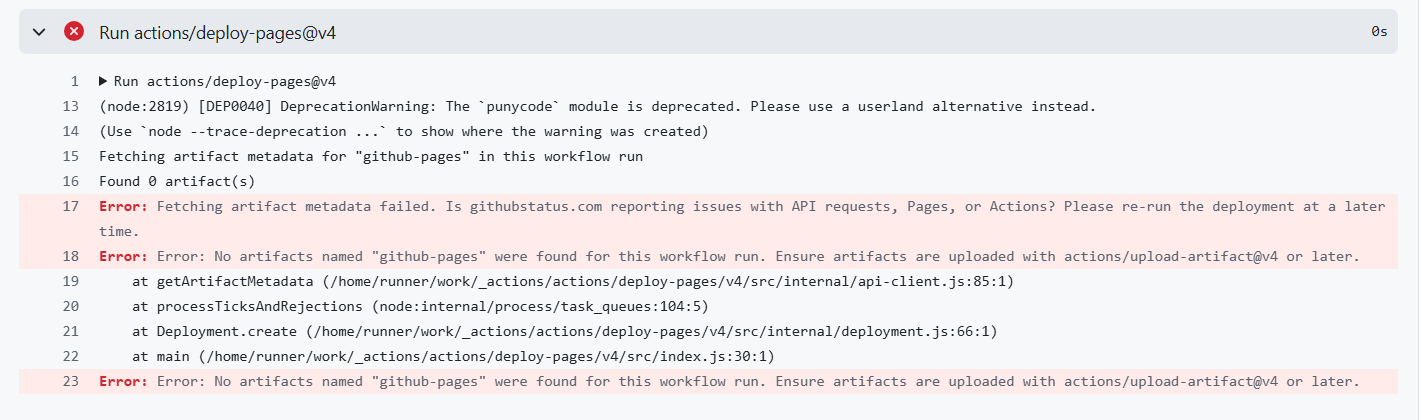 Run actions/deploy-pages@v4 0s
1 ▶ Run actions/deploy-pages@v4
13 (node:2819) [DEP0040] DeprecationWarning: The `punycode` module is deprecated. Please use a userland alternative instead.
14 (Use `node --trace-deprecation ...` to show where the warning was created)
15 Fetching artifact metadata for "github-pages" in this workflow run
16 Found 0 artifact(s)
17 Error: Fetching artifact metadata failed. Is githubstatus.com reporting issues with API requests, Pages, or Actions? Please re-run the deployment at a later
time.
18 Error: Error: No artifacts named "github-pages" were found for this workflow run. Ensure artifacts are uploaded with actions/upload-artifact@v4 or later.
19 at getArtifactMetadata (/home/runner/work/_actions/actions/deploy-pages/v4/src/internal/api-client.js:85:1)
20 at processTicksAndRejections (node:internal/process/task_queues:104:5)
21 at Deployment.create (/home/runner/work/_actions/actions/deploy-pages/v4/src/internal/deployment.js:66:1)
22 at main (/home/runner/work/_actions/actions/deploy-pages/v4/src/index.js:30:1)
23 Error: Error: No artifacts named "github-pages" were found for this workflow run. Ensure artifacts are uploaded with actions/upload-artifact@v4 or later.